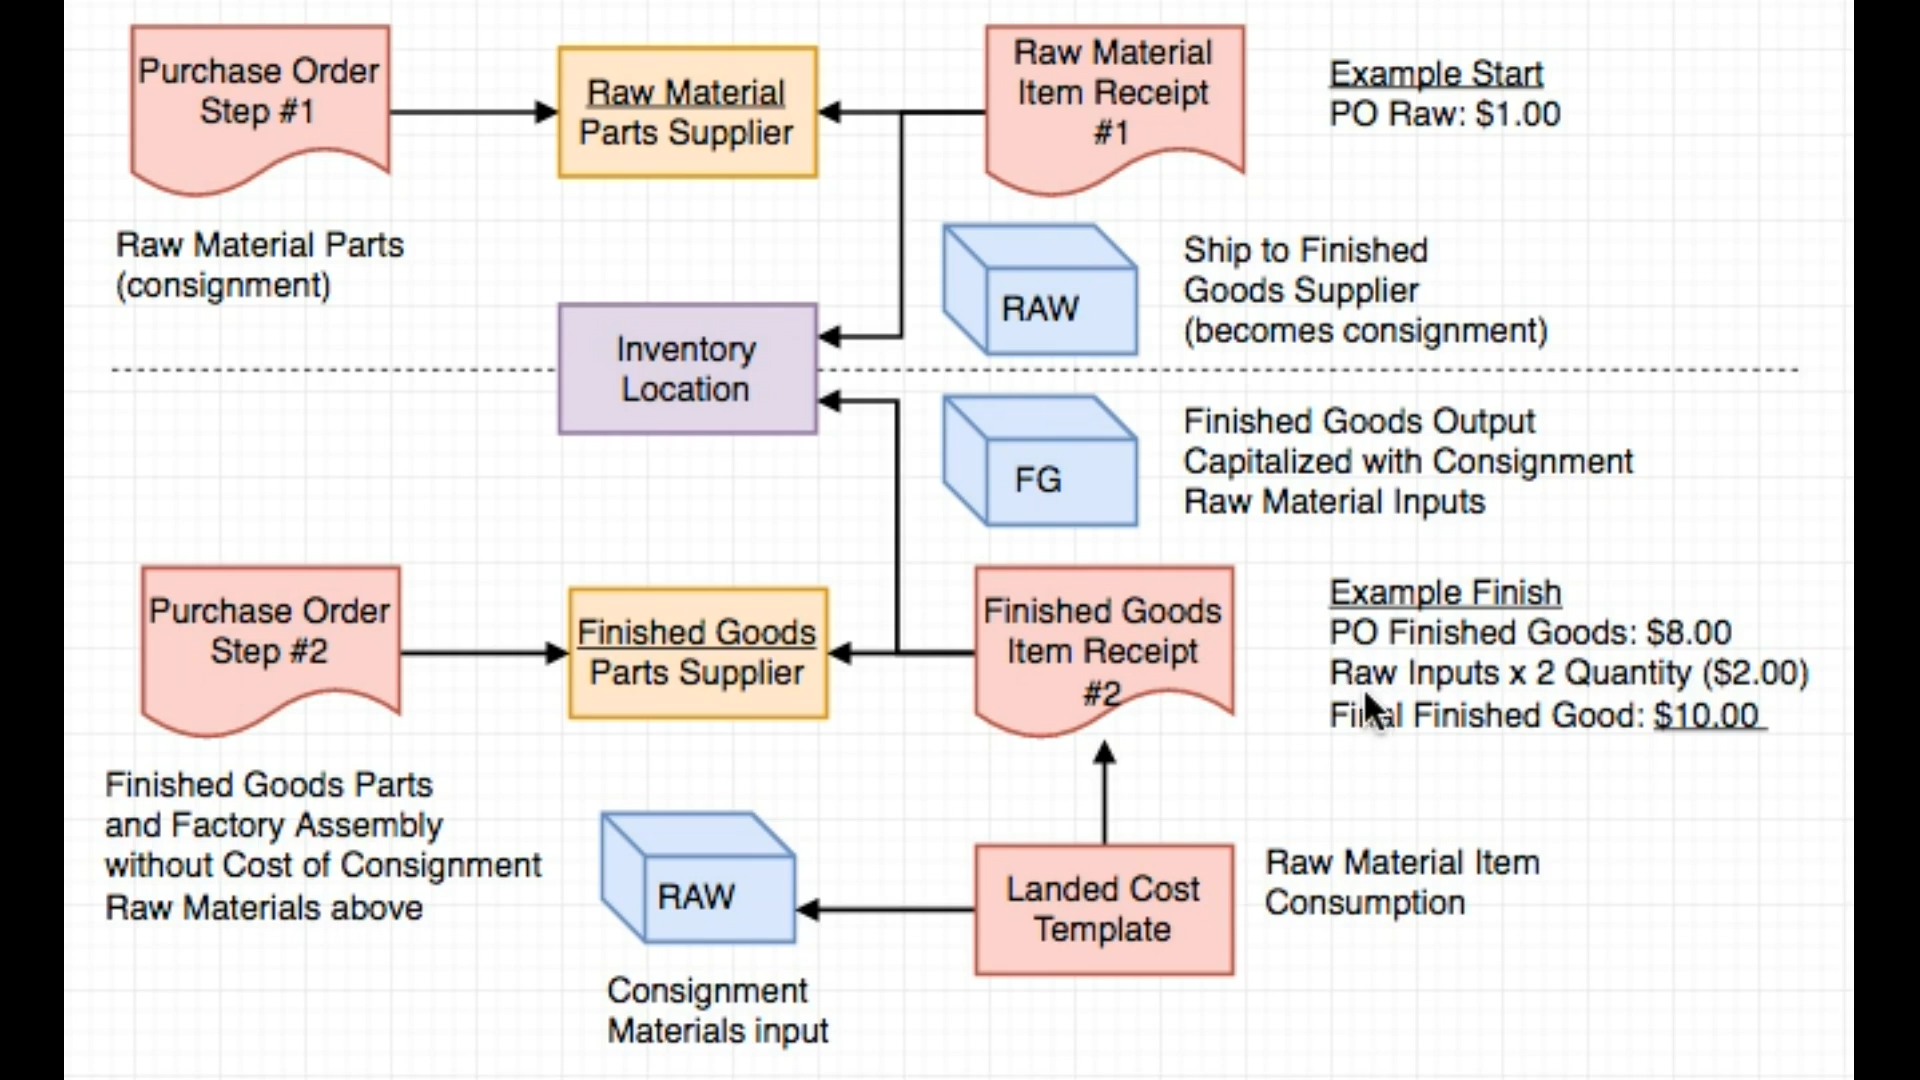 Purchase Order
Step #1
Raw Material
Parts Supplier
Raw Material
Item Receipt
#1
Example Start
PO Raw: $1.00
Raw Material Parts
(consignment)
Inventory
Location
RAW
Ship to Finished
Goods Supplier
(becomes consignment)
FG
Finished Goods Output
Capitalized with Consignment
Raw Material Inputs
Purchase Order
Step #2
Finished Goods
Parts Supplier
Finished Goods
Item Receipt
#2
Example Finish
PO Finished Goods: $8.00
Raw Inputs x 2 Quantity ($2.00)
Final Finished Good: $10.00
Finished Goods Parts
and Factory Assembly
without Cost of Consignment
Raw Materials above
RAW
Consignment
Materials input
Landed Cost
Template
Raw Material Item
Consumption